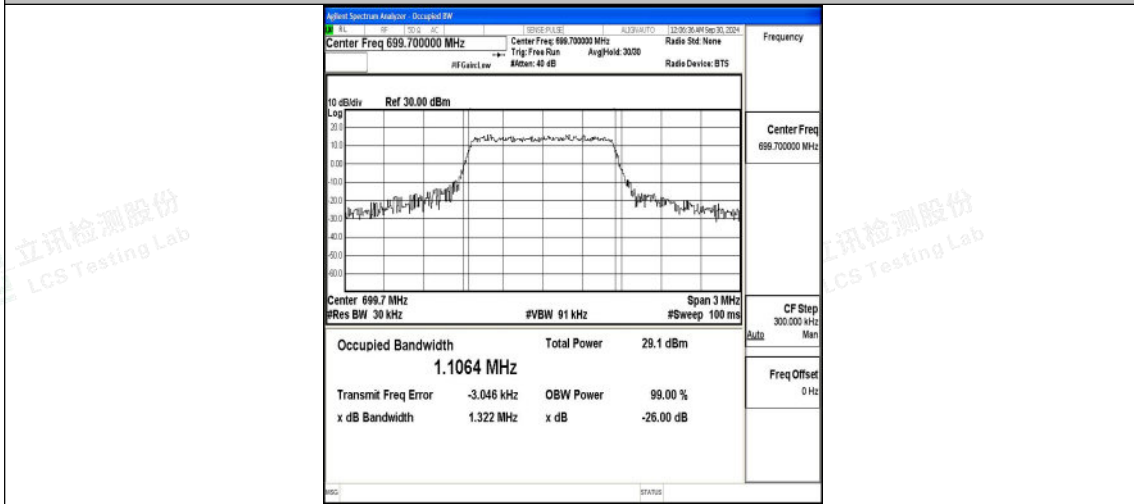 Agilent Spectrum Analyzer - Occupied BW
RL RF 50 Ω AC SENSE:PULSE ALIGNAUTO 12:06:36 AM Sep 30, 2024
Center Freq 699.700000 MHz
Center Freq: 699.700000 MHz
Radio Std: None
Trig: Free Run Avg|Hold: 30/30
#IFGain:Low #Atten: 40 dB Radio Device: BTS
10 dB/div Ref 30.00 dBm
Log
20.0
10.0
0.00
-10.0
-20.0
-30.0
-40.0
-50.0
-60.0
Center 699.7 MHz Span 3 MHz
#Res BW 30 kHz #VBW 91 kHz #Sweep 100 ms
Occupied Bandwidth Total Power 29.1 dBm
1.1064 MHz
Transmit Freq Error -3.046 kHz OBW Power 99.00 %
x dB Bandwidth 1.322 MHz x dB -26.00 dB
MSG STATUS
Frequency
Center Freq
699.700000 MHz
CF Step
300.000 kHz
Auto Man
Freq Offset
0 Hz
立讯检测股份
LCS Testing Lab
立讯检测股份
LCS Testing Lab